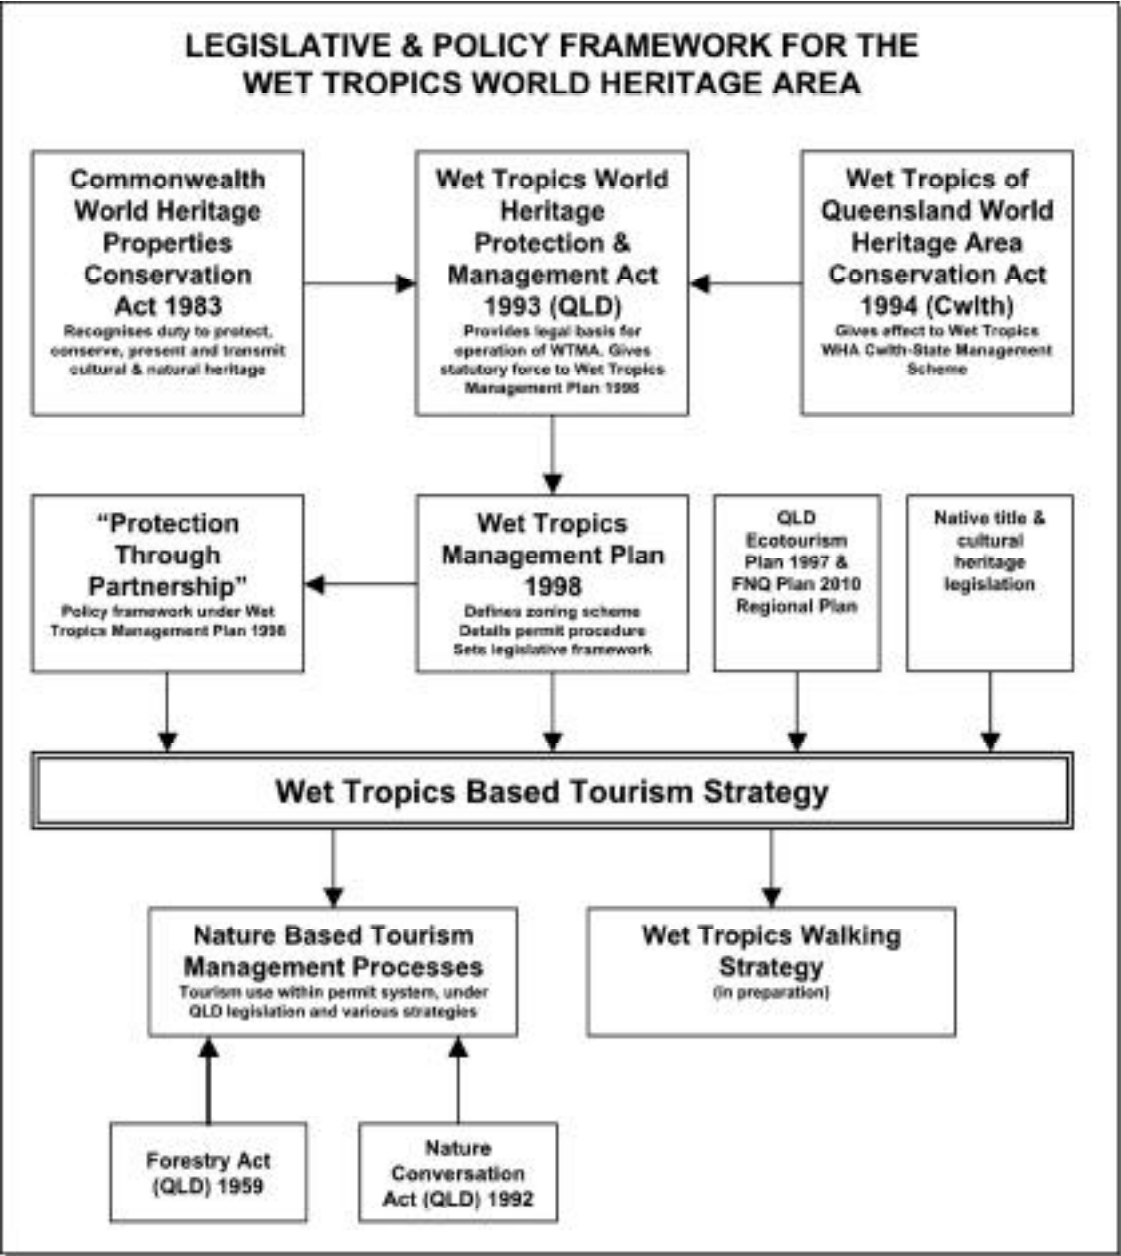 LEGISLATIVE & POLICY FRAMEWORK FOR THE
WET TROPICS WORLD HERITAGE AREA
Commonwealth
World Heritage
Properties
Conservation
Act 1983
Recognises duty to protect,
conserve, present and transmit
cultural & natural heritage
Wet Tropics World
Heritage
Protection &
Management Act
1993 (QLD)
Provides legal basis for
operation of WTMA. Gives
statutory force to Wet Tropics
Management Plan 1998
Wet Tropics of
Queensland World
Heritage Area
Conservation Act
1994 (Cwlth)
Gives effect to Wet Tropics
WHA Cwlth-State Management
Scheme
“Protection
Through
Partnership”
Policy framework under Wet
Tropics Management Plan 1998
Wet Tropics
Management Plan
1998
Defines zoning scheme
Details permit procedure
Sets legislative framework
QLD
Ecotourism
Plan 1997 &
FNQ Plan 2010
Regional Plan
Native title &
cultural
heritage
legislation
Wet Tropics Based Tourism Strategy
Nature Based Tourism
Management Processes
Tourism use within permit system, under
QLD legislation and various strategies
Wet Tropics Walking
Strategy
(in preparation)
Forestry Act
(QLD) 1959
Nature
Conversation
Act (QLD) 1992